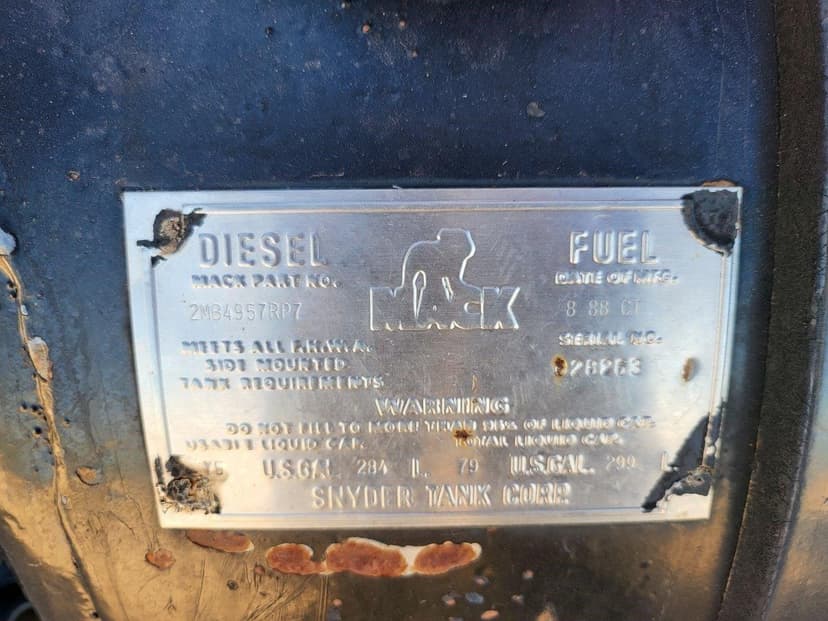 DIESEL FUEL
MACK PART NO. DATE OF MFG.
MACK
2MB4957RP7 8 88 CT
MEETS ALL F.H.W.A. SERIAL NO.
SIDE MOUNTED 28263
TANK REQUIREMENTS
WARNING
DO NOT FILL TO MORE THAN 95% OF LIQUID CAP.
USABLE LIQUID CAP. TOTAL LIQUID CAP.
75 U.S.GAL. 284 L. 79 U.S.GAL. 299 L
SNYDER TANK CORP.